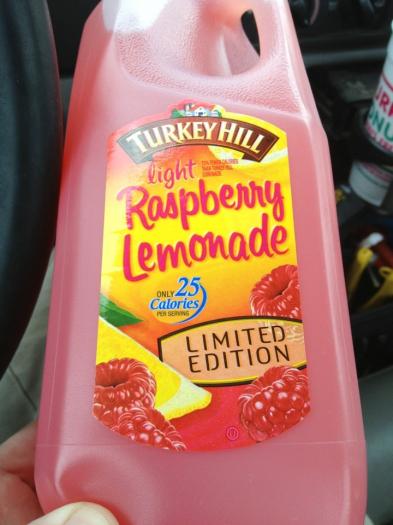 TURKEY HILL
light
Raspberry
Lemonade
ONLY 25
Calories
PER SERVING
LIMITED
EDITION